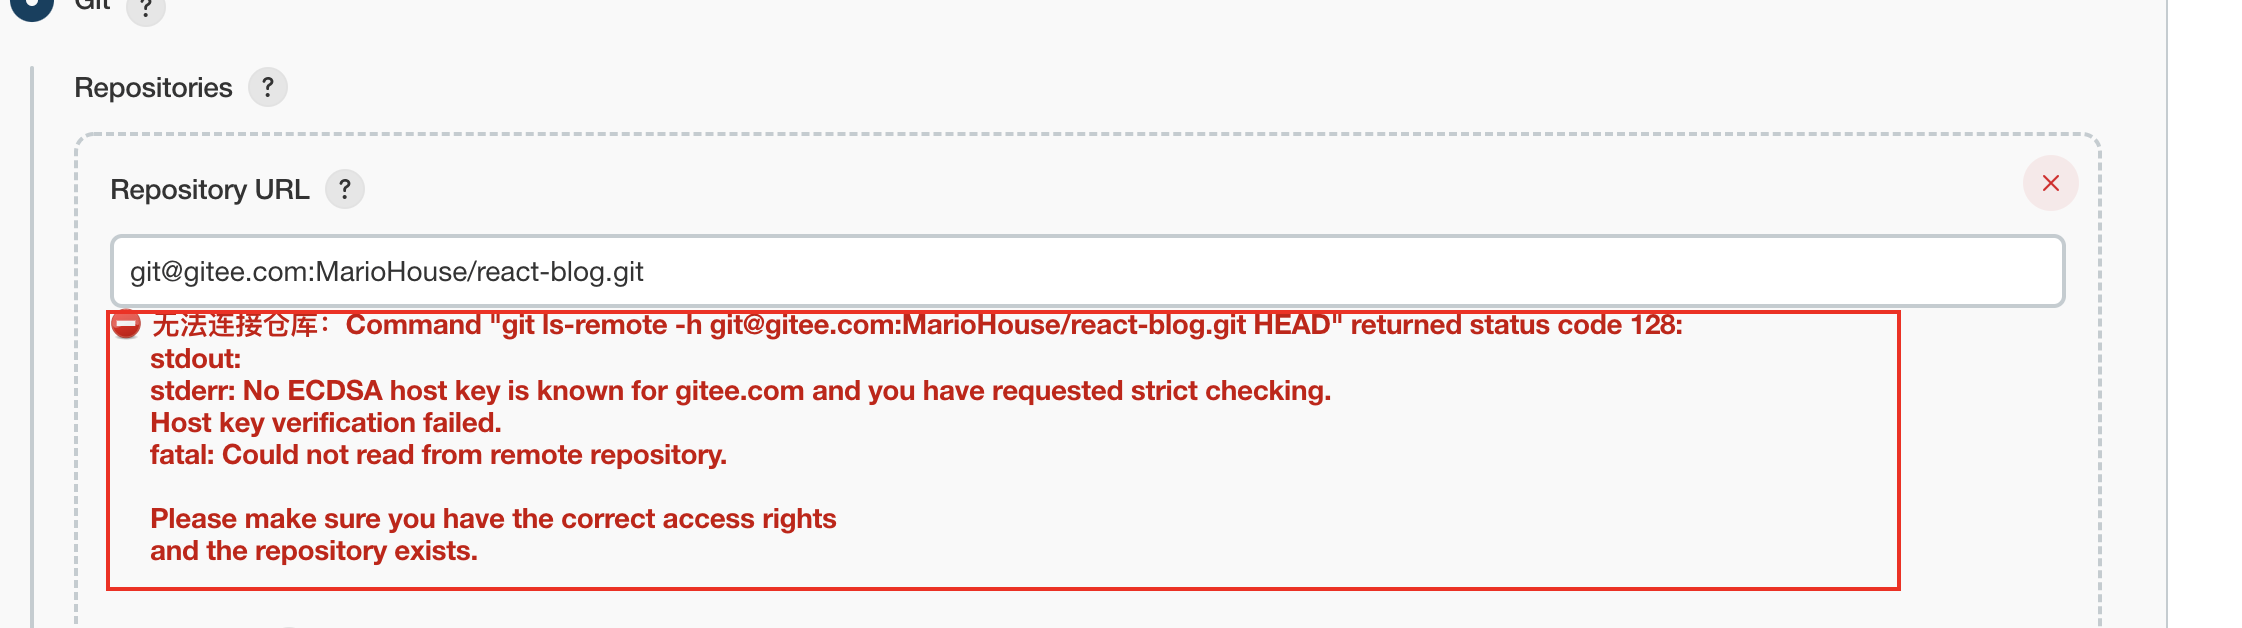 Git ?
Repositories ?
Repository URL ?
git@gitee.com:MarioHouse/react-blog.git
无法连接仓库：Command "git ls-remote -h git@gitee.com:MarioHouse/react-blog.git HEAD" returned status code 128:
stdout:
stderr: No ECDSA host key is known for gitee.com and you have requested strict checking.
Host key verification failed.
fatal: Could not read from remote repository.
Please make sure you have the correct access rights
and the repository exists.